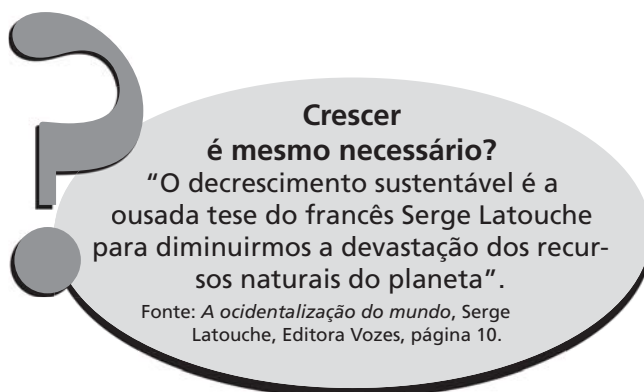 ?
Crescer
é mesmo necessário?
“O decrescimento sustentável é a
ousada tese do francês Serge Latouche
para diminuirmos a devastação dos recur-
sos naturais do planeta”.
Fonte: A ocidentalização do mundo, Serge
Latouche, Editora Vozes, página 10.